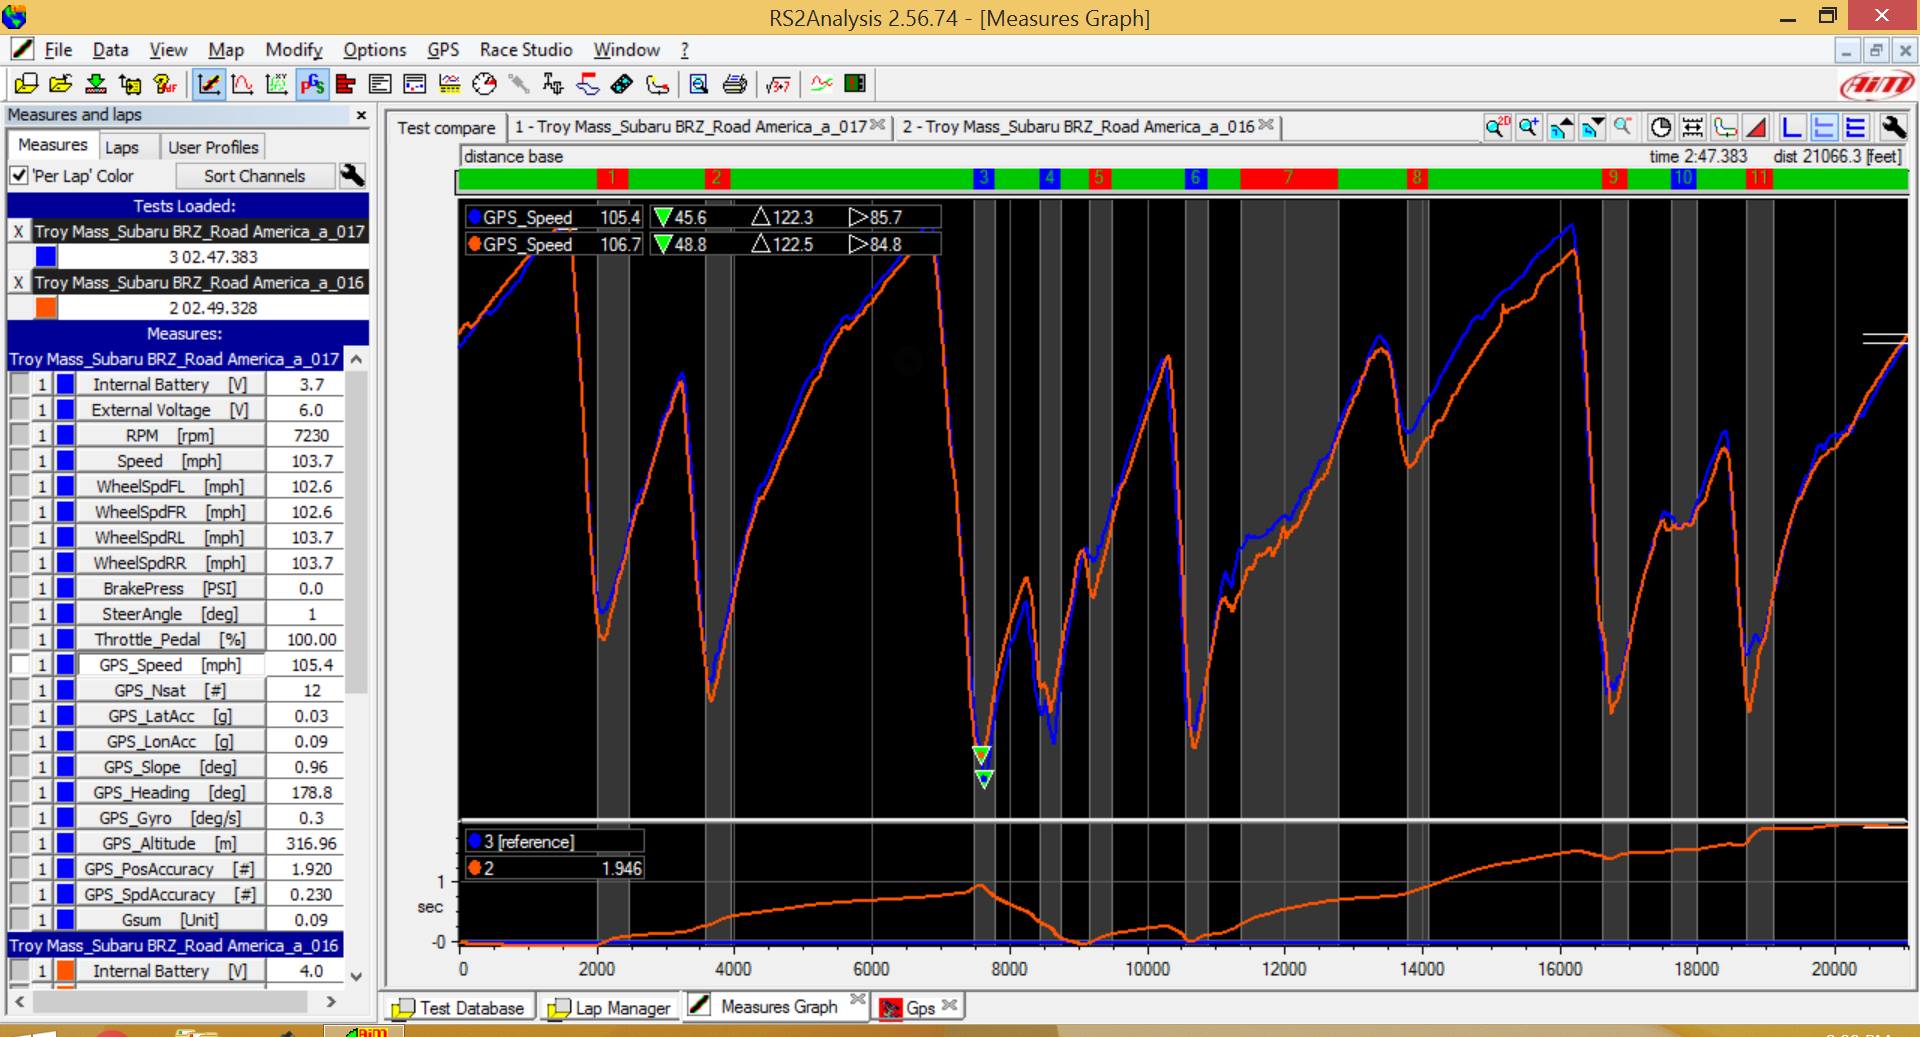 RS2Analysis 2.56.74 - [Measures Graph]
File Data View Map Modify Options GPS Race Studio Window ?
AiM
Measures and laps
Measures Laps User Profiles
'Per Lap' Color Sort Channels
Tests Loaded:
X Troy Mass_Subaru BRZ_Road America_a_017
3 02.47.383
X Troy Mass_Subaru BRZ_Road America_a_016
2 02.49.328
Measures:
Troy Mass_Subaru BRZ_Road America_a_017
1 Internal Battery [V] 3.7
1 External Voltage [V] 6.0
1 RPM [rpm] 7230
1 Speed [mph] 103.7
1 WheelSpdFL [mph] 102.6
1 WheelSpdFR [mph] 102.6
1 WheelSpdRL [mph] 103.7
1 WheelSpdRR [mph] 103.7
1 BrakePress [PSI] 0.0
1 SteerAngle [deg] 1
1 Throttle_Pedal [%] 100.00
1 GPS_Speed [mph] 105.4
1 GPS_Nsat [#] 12
1 GPS_LatAcc [g] 0.03
1 GPS_LonAcc [g] 0.09
1 GPS_Slope [deg] 0.96
1 GPS_Heading [deg] 178.8
1 GPS_Gyro [deg/s] 0.3
1 GPS_Altitude [m] 316.96
1 GPS_PosAccuracy [#] 1.920
1 GPS_SpdAccuracy [#] 0.230
1 Gsum [Unit] 0.09
Troy Mass_Subaru BRZ_Road America_a_016
1 Internal Battery [V] 4.0
Test compare 1 - Troy Mass_Subaru BRZ_Road America_a_017 2 - Troy Mass_Subaru BRZ_Road America_a_016
distance base time 2:47.383 dist 21066.3 [feet]
1 2 3 4 5 6 7 8 9 10 11
GPS_Speed 105.4 45.6 122.3 85.7
GPS_Speed 106.7 48.8 122.5 84.8
3 [reference]
2 1.946
1
sec
-0
0 2000 4000 6000 8000 10000 12000 14000 16000 18000 20000
Test Database Lap Manager Measures Graph Gps